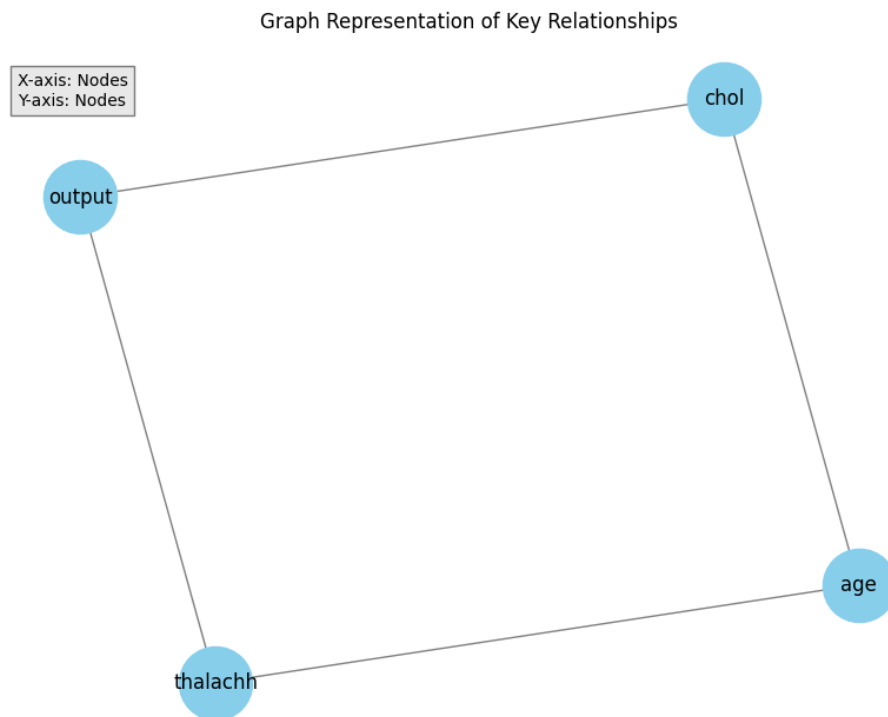 Graph Representation of Key Relationships
X-axis: Nodes
Y-axis: Nodes
chol
output
age
thalachh